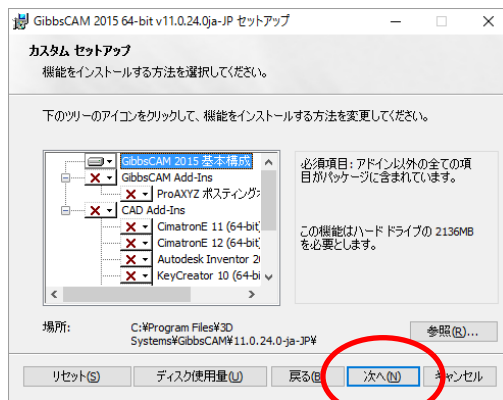 GibbsCAM 2015 64-bit v11.0.24.0ja-JP セットアップ
カスタム セットアップ
機能をインストールする方法を選択してください。
下のツリーのアイコンをクリックして、機能をインストールする方法を変更してください。
GibbsCAM 2015 基本構成
GibbsCAM Add-Ins
ProAXYZ ポスティング
CAD Add-Ins
CimatronE 11 (64-bit
CimatronE 12 (64-bit
Autodesk Inventor 20
KeyCreator 10 (64-bi
必須項目: アドイン以外の全ての項
目がパッケージに含まれています。
この機能はハード ドライブの 2136MB
を必要とします。
場所:
C:¥Program Files¥3D
Systems¥GibbsCAM¥11.0.24.0-
ja-JP¥
参照(R)...
リセット(S)
ディスク使用量(U)
戻る(B
次へ(N)
キャンセル